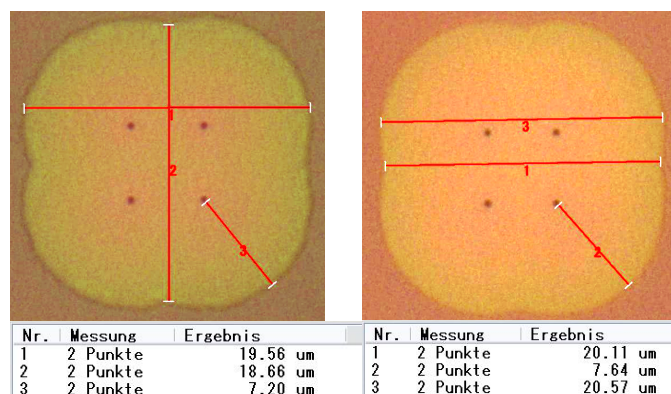 1
2
3
3
1
2
Nr. Messung Ergebnis
1 2 Punkte 19.56 um
2 2 Punkte 18.66 um
3 2 Punkte 7.20 um
Nr. Messung Ergebnis
1 2 Punkte 20.11 um
2 2 Punkte 7.64 um
3 2 Punkte 20.57 um